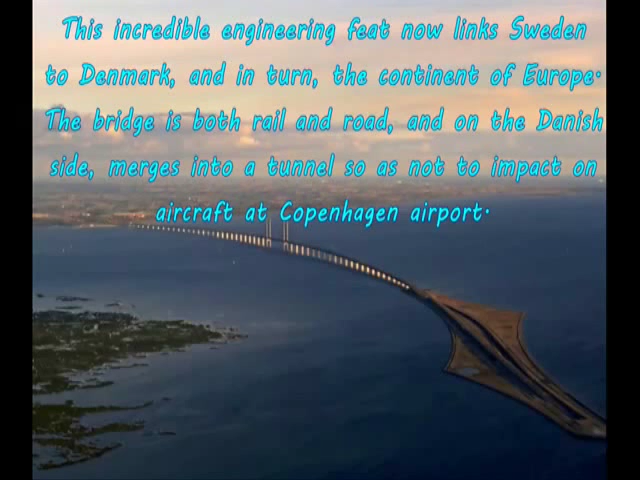 This incredible engineering feat now links Sweden
to Denmark, and in turn, the continent of Europe.
The bridge is both rail and road, and on the Danish
side, merges into a tunnel so as not to impact on
aircraft at Copenhagen airport.